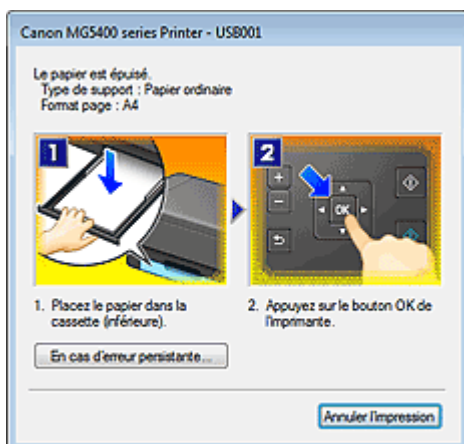 Canon MG5400 series Printer - USB001
Le papier est épuisé.
Type de support : Papier ordinaire
Format page : A4
1
2
+
−
OK
1. Placez le papier dans la
cassette (inférieure).
2. Appuyez sur le bouton OK de
l'imprimante.
En cas d'erreur persistante...
Annuler l'impression